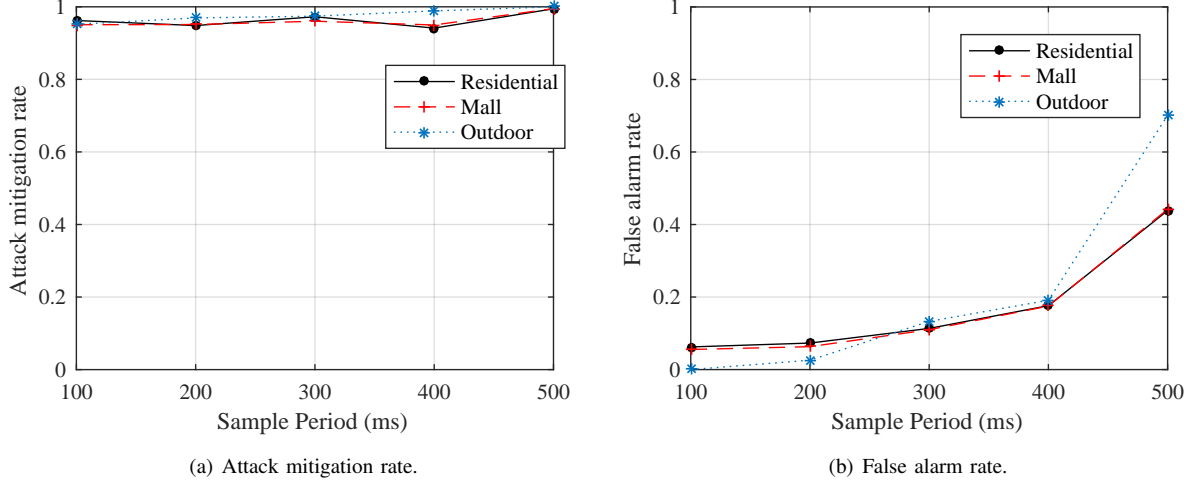 1
0.8
0.6
0.4
0.2
0
100
200
300
400
500
Attack mitigation rate
Sample Period (ms)
Residential
Mall
Outdoor
(a) Attack mitigation rate.
1
0.8
0.6
0.4
0.2
0
100
200
300
400
500
False alarm rate
Sample Period (ms)
Residential
Mall
Outdoor
(b) False alarm rate.